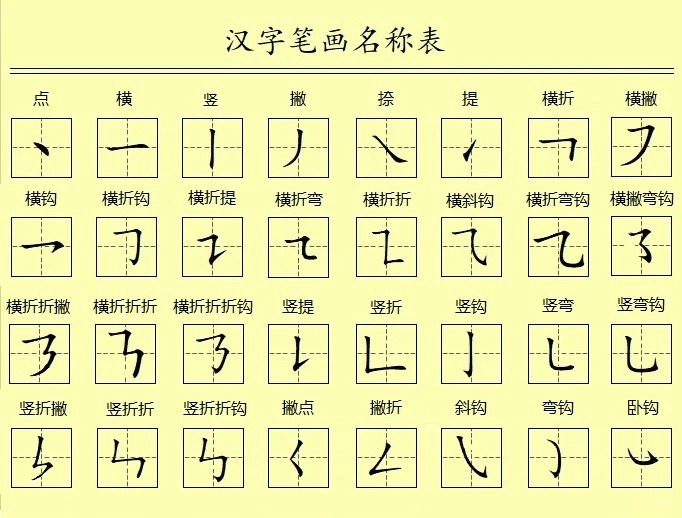 汉字笔画名称表
点 横 竖 撇 捺 提 横折 横撇
横钩 横折钩 横折提 横折弯 横折折 横斜钩 横折弯钩 横撇弯钩
横折折撇 横折折折 横折折折钩 竖提 竖折 竖钩 竖弯 竖弯钩
竖折撇 竖折折 竖折折钩 撇点 撇折 斜钩 弯钩 卧钩